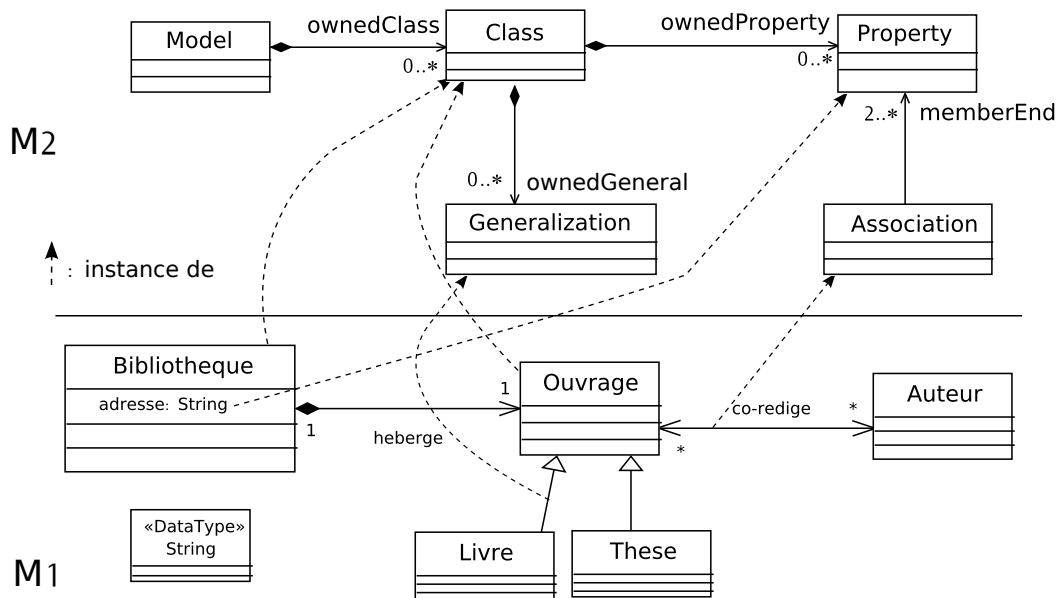 Model
ownedClass
0..*
Class
ownedProperty
0..*
Property
M2
2..*
memberEnd
0..*
ownedGeneral
Generalization
Association
: instance de
Bibliotheque
adresse: String
1
1
heberge
Ouvrage
co-redige
*
*
Auteur
«DataType»
String
Livre
These
M1